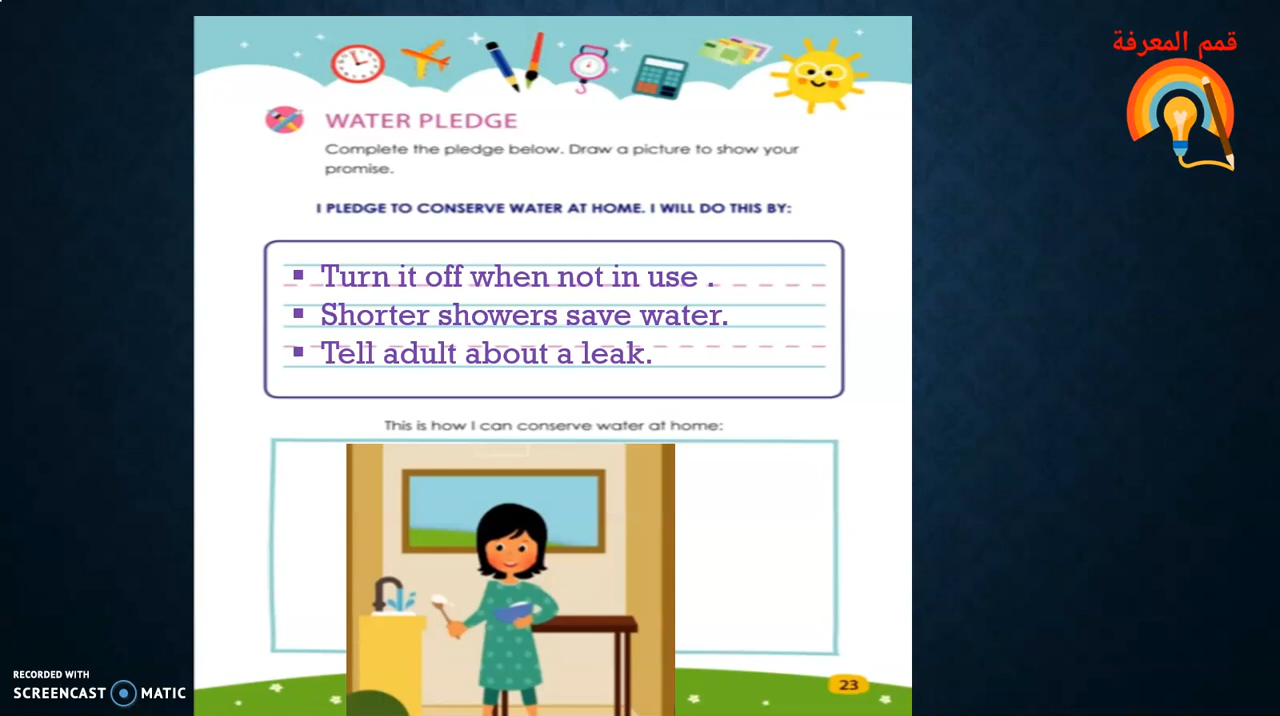 قمم المعرفة
WATER PLEDGE
Complete the pledge below. Draw a picture to show your
promise.
I PLEDGE TO CONSERVE WATER AT HOME. I WILL DO THIS BY:
▪ Turn it off when not in use .
▪ Shorter showers save water.
▪ Tell adult about a leak.
This is how I can conserve water at home:
23
RECORDED WITH
SCREENCAST MATIC